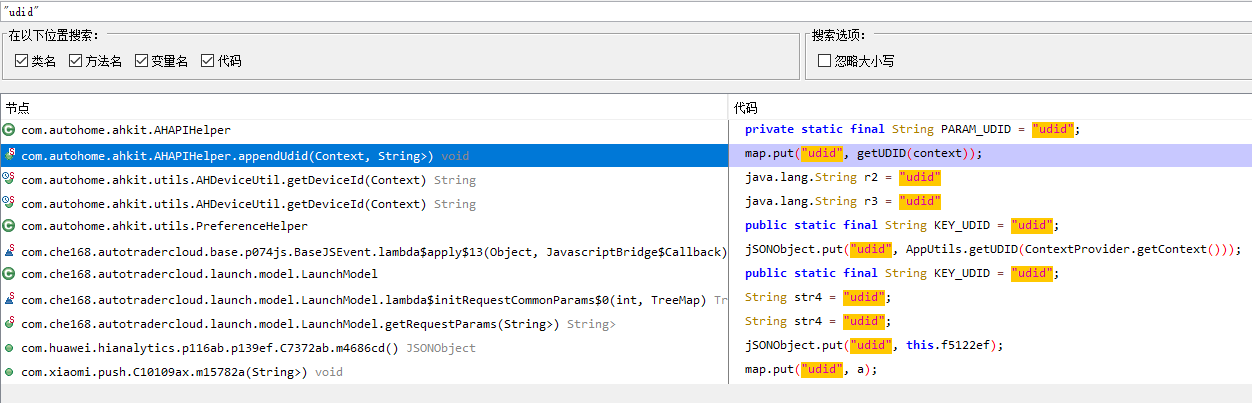 "udid"
在以下位置搜索：
搜索选项：
类名 方法名 变量名 代码
忽略大小写
节点 代码
com.autohome.ahkit.AHAPIHelper private static final String PARAM_UDID = "udid";
com.autohome.ahkit.AHAPIHelper.appendUdid(Context, String>) void map.put("udid", getUDID(context));
com.autohome.ahkit.utils.AHDeviceUtil.getDeviceId(Context) String java.lang.String r2 = "udid"
com.autohome.ahkit.utils.AHDeviceUtil.getDeviceId(Context) String java.lang.String r3 = "udid"
com.autohome.ahkit.utils.PreferenceHelper public static final String KEY_UDID = "udid";
com.che168.autotradercloud.base.p074js.BaseJSEvent.lambda$apply$13(Object, JavascriptBridge$Callback) jSONObject.put("udid", AppUtils.getUDID(ContextProvider.getContext()));
com.che168.autotradercloud.launch.model.LaunchModel public static final String KEY_UDID = "udid";
com.che168.autotradercloud.launch.model.LaunchModel.lambda$initRequestCommonParams$0(int, TreeMap) Tr String str4 = "udid";
com.che168.autotradercloud.launch.model.LaunchModel.getRequestParams(String>) String> String str4 = "udid";
com.huawei.hianalytics.p116ab.p139ef.C7372ab.m4686cd() JSONObject jSONObject.put("udid", this.f5122ef);
com.xiaomi.push.C10109ax.m15782a(String>) void map.put("udid", a);